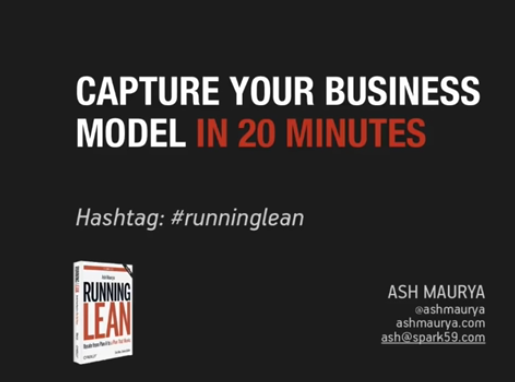 CAPTURE YOUR BUSINESS
MODEL IN 20 MINUTES
Hashtag: #runninglean
RUNNING
LEAN
ASH MAURYA
@ashmaurya
ashmaurya.com
ash@spark59.com